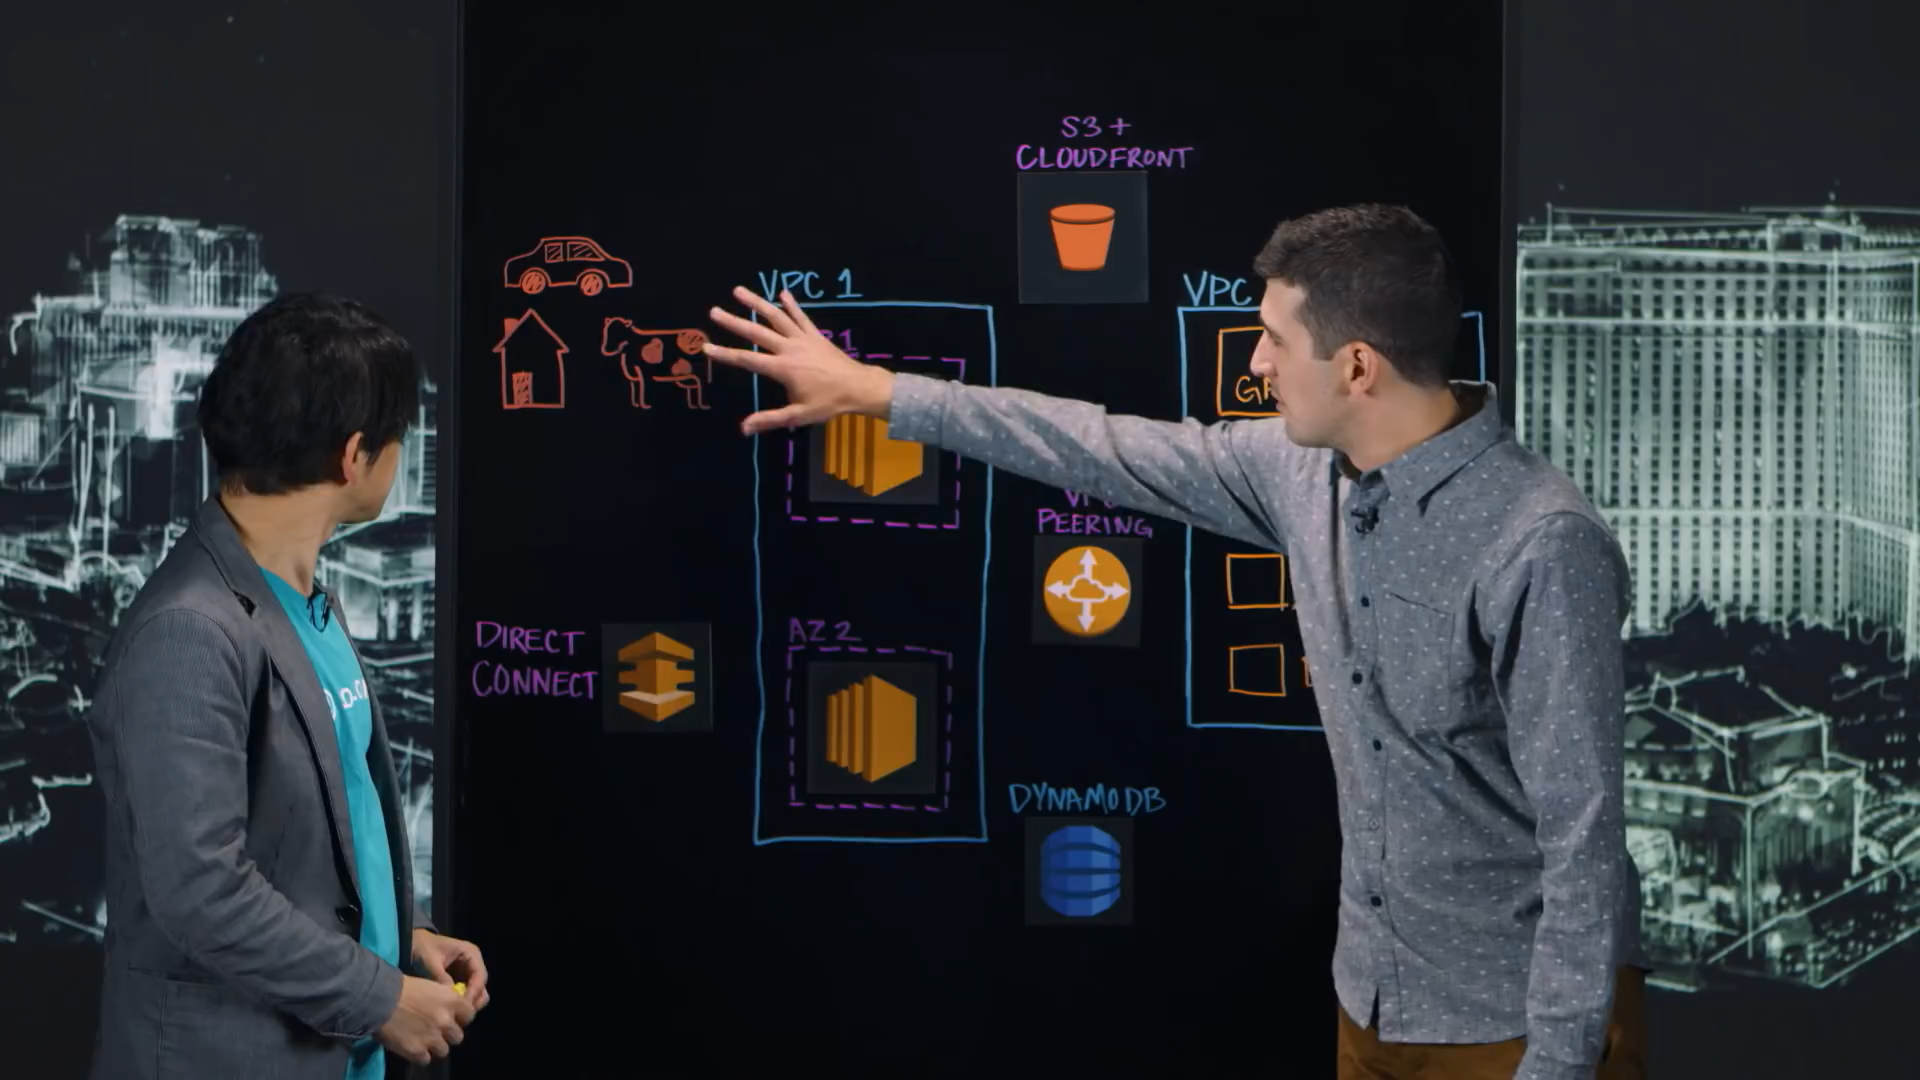 S3 +
CLOUDFRONT
VPC 1
VPC
PEERING
DIRECT
CONNECT
AZ 2
DYNAMODB